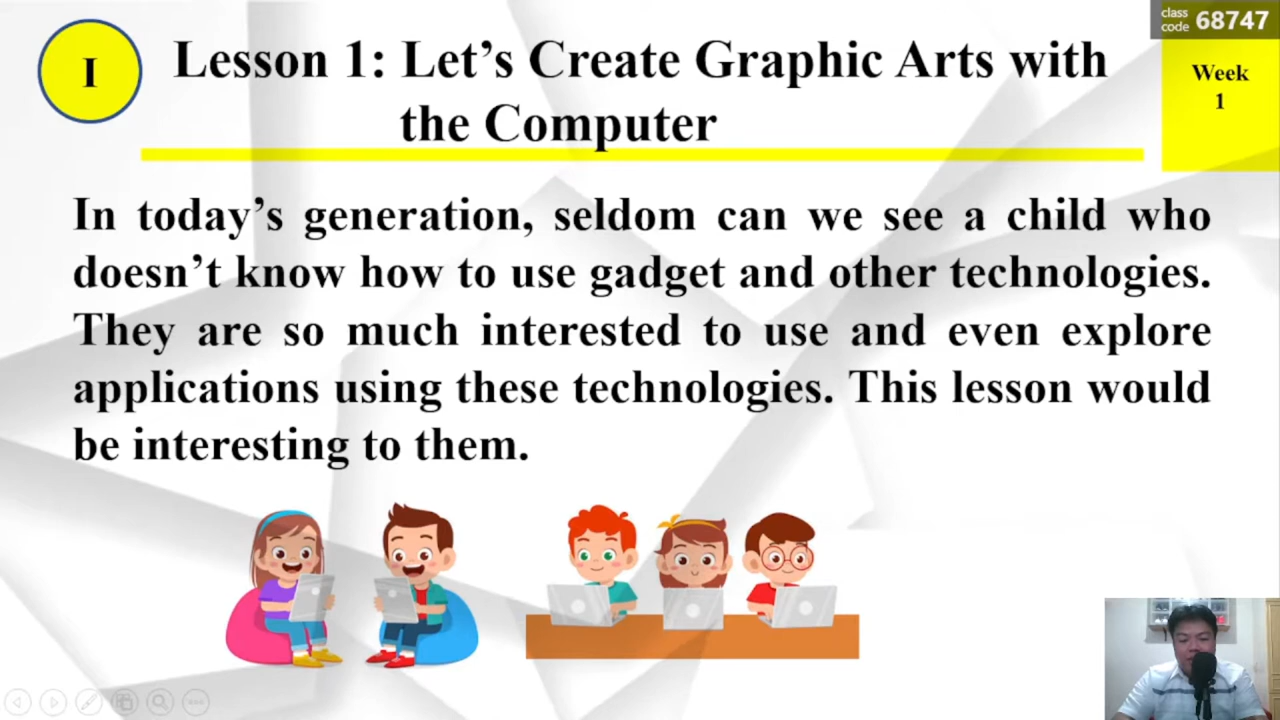 class
code 68747
I
Lesson 1: Let’s Create Graphic Arts with
the Computer
Week
1
In today’s generation, seldom can we see a child who
doesn’t know how to use gadget and other technologies.
They are so much interested to use and even explore
applications using these technologies. This lesson would
be interesting to them.